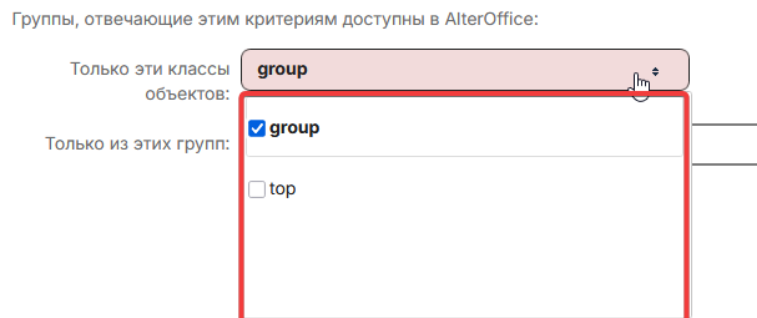 Группы, отвечающие этим критериям доступны в AlterOffice:
Только эти классы
объектов:
group
group
Только из этих групп:
top